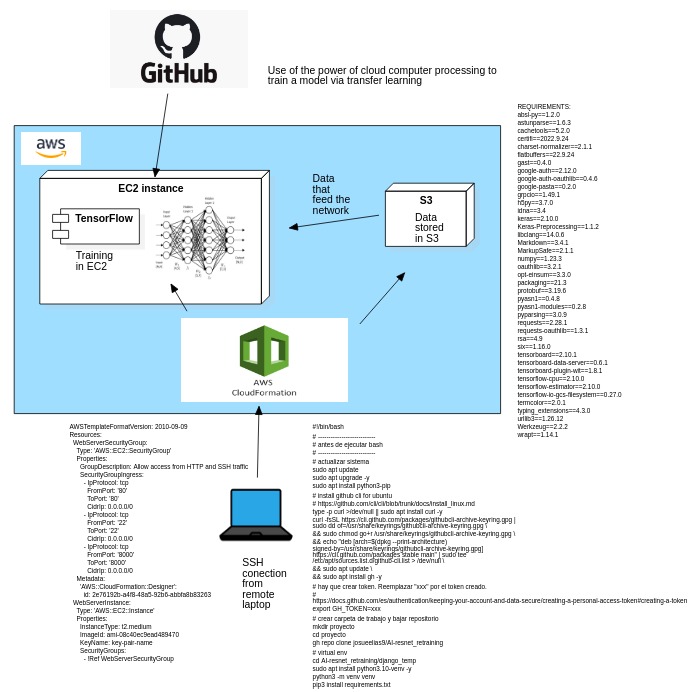 GitHub
Use of the power of cloud computer processing to
train a model via transfer learning
aws
EC2 instance
TensorFlow
Training
in EC2
Data
that
feed the
network
S3
Data
stored
in S3
AWS
CloudFormation
SSH
conection
from
remote
laptop
REQUIREMENTS:
absl-py==1.2.0
astunparse==1.6.3
cachetools==5.2.0
certifi==2022.9.24
charset-normalizer==2.1.1
flatbuffers==22.9.24
gast==0.4.0
google-auth==2.12.0
google-auth-oauthlib==0.4.6
google-pasta==0.2.0
grpcio==1.49.1
h5py==3.7.0
idna==3.4
keras==2.10.0
Keras-Preprocessing==1.1.2
libclang==14.0.6
Markdown==3.4.1
MarkupSafe==2.1.1
numpy==1.23.3
oauthlib==3.2.1
opt-einsum==3.3.0
packaging==21.3
protobuf==3.19.6
pyasn1==0.4.8
pyasn1-modules==0.2.8
pyparsing==3.0.9
requests==2.28.1
requests-oauthlib==1.3.1
rsa==4.9
six==1.16.0
tensorboard==2.10.1
tensorboard-data-server==0.6.1
tensorboard-plugin-wit==1.8.1
tensorflow-cpu==2.10.0
tensorflow-estimator==2.10.0
tensorflow-io-gcs-filesystem==0.27.0
termcolor==2.0.1
typing_extensions==4.3.0
urllib3==1.26.12
Werkzeug==2.2.2
wrapt==1.14.1
AWSTemplateFormatVersion: 2010-09-09
Resources:
WebServerSecurityGroup:
Type: 'AWS::EC2::SecurityGroup'
Properties:
GroupDescription: Allow access from HTTP and SSH traffic
SecurityGroupIngress:
- IpProtocol: tcp
FromPort: '80'
ToPort: '80'
CidrIp: 0.0.0.0/0
- IpProtocol: tcp
FromPort: '22'
ToPort: '22'
CidrIp: 0.0.0.0/0
- IpProtocol: tcp
FromPort: '8000'
ToPort: '8000'
CidrIp: 0.0.0.0/0
Metadata:
'AWS::CloudFormation::Designer':
id: 2e76192b-a4f8-48a5-92b6-abbfa8b83263
WebServerInstance:
Type: 'AWS::EC2::Instance'
Properties:
InstanceType: t2.medium
ImageId: ami-08c40ec9ead489470
KeyName: key-pair-name
SecurityGroups:
- !Ref WebServerSecurityGroup
#!/bin/bash
# --------------------------
# antes de ejecutar bash
# --------------------------
# actualizar sistema
sudo apt update
sudo apt upgrade -y
sudo apt install python3-pip
# install github cli for ubuntu
# https://github.com/cli/cli/blob/trunk/docs/install_linux.md
type -p curl >/dev/null || sudo apt install curl -y
curl -fsSL https://cli.github.com/packages/githubcli-archive-keyring.gpg |
sudo dd of=/usr/share/keyrings/githubcli-archive-keyring.gpg \
&& sudo chmod go+r /usr/share/keyrings/githubcli-archive-keyring.gpg \
&& echo "deb [arch=$(dpkg --print-architecture)
signed-by=/usr/share/keyrings/githubcli-archive-keyring.gpg]
https://cli.github.com/packages stable main" | sudo tee
/etc/apt/sources.list.d/github-cli.list > /dev/null \
&& sudo apt update \
&& sudo apt install gh -y
# hay que crear token. Reemplazar "xxx" por el token creado.
#
https://docs.github.com/es/authentication/keeping-your-account-and-data-secure/creating-a-personal-access-token#creating-a-token
export GH_TOKEN=xxx
# crear carpeta de trabajo y bajar repositorio
mkdir proyecto
cd proyecto
gh repo clone josueelias9/AI-resnet_retraining
# virtual env
cd AI-resnet_retraining/django_temp
sudo apt install python3.10-venv -y
python3 -m venv venv
pip3 install requirements.txt